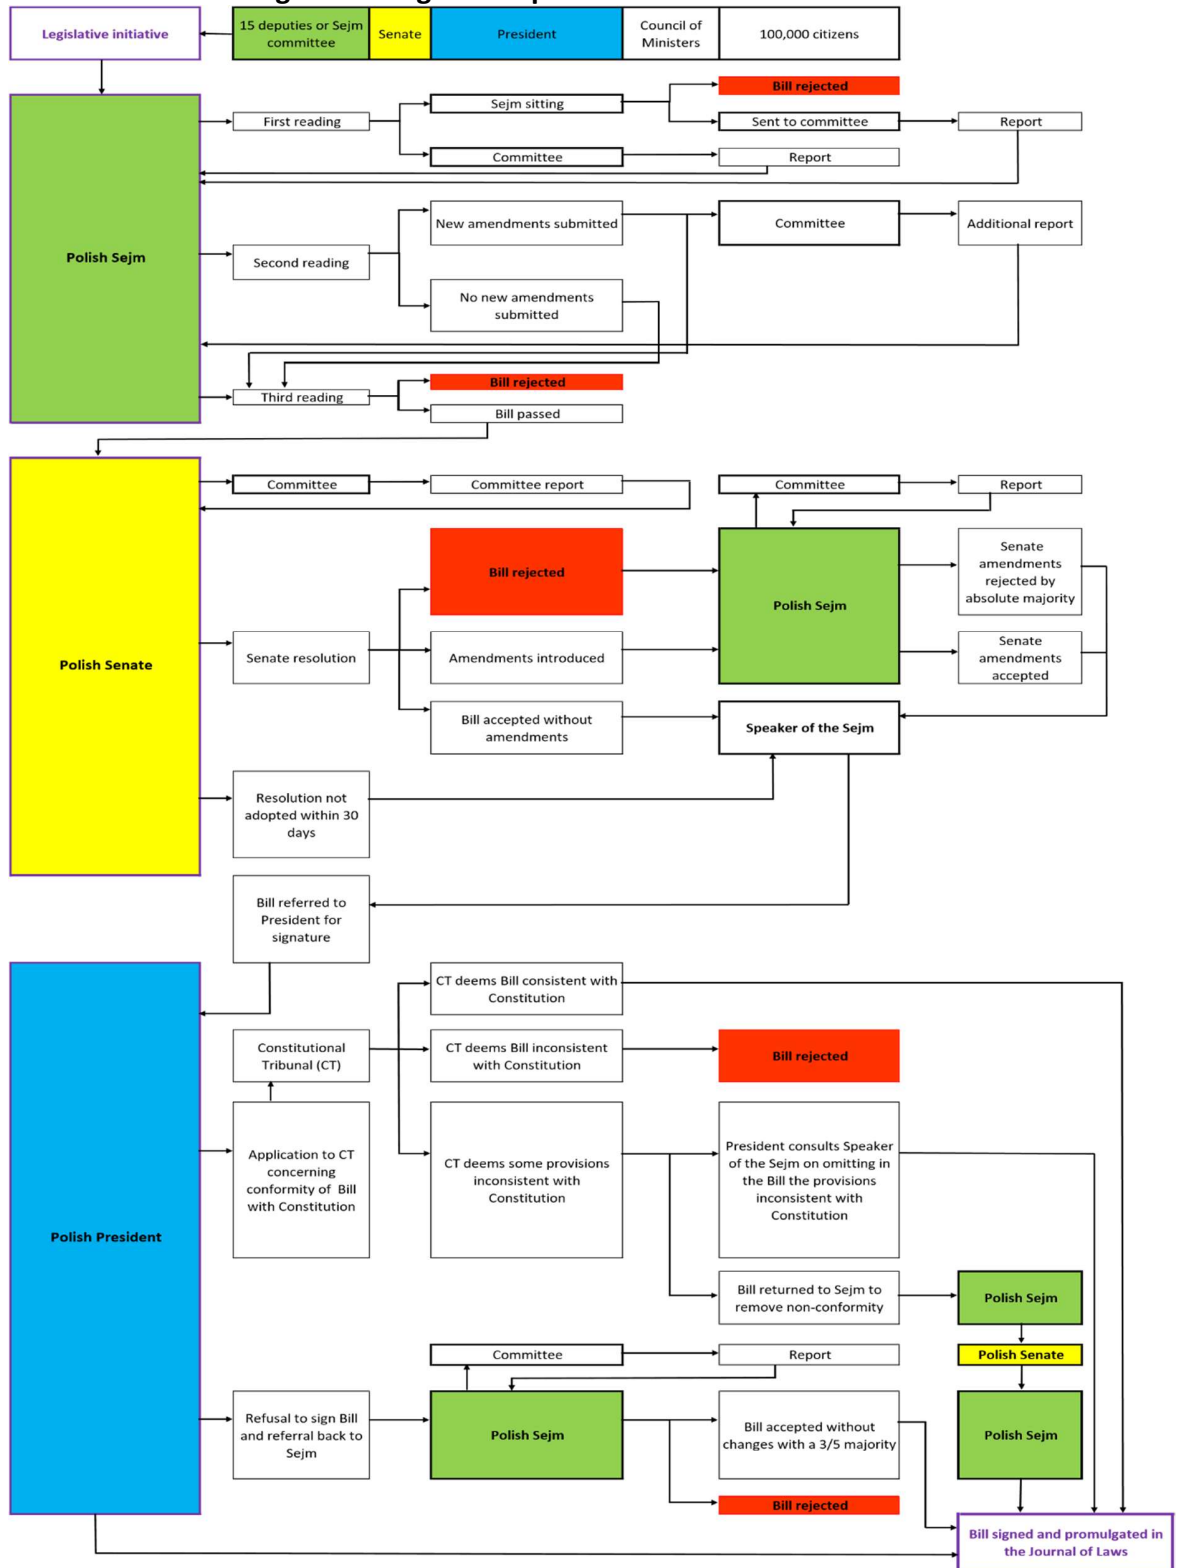 Legislative initiative
15 deputies or Sejm
committee
Senate
President
Council of
Ministers
100,000 citizens
Bill rejected
Sejm sitting
First reading
Sent to committee
Report
Committee
Report
New amendments submitted
Committee
Additional report
Polish Sejm
Second reading
No new amendments
submitted
Bill rejected
Third reading
Bill passed
Committee
Committee report
Committee
Report
Bill rejected
Polish Sejm
Senate
amendments
rejected by
absolute majority
Polish Senate
Senate resolution
Amendments introduced
Senate
amendments
accepted
Bill accepted without
amendments
Speaker of the Sejm
Resolution not
adopted within 30
days
Bill referred to
President for
signature
CT deems Bill consistent with
Constitution
Constitutional
Tribunal (CT)
CT deems Bill inconsistent
with Constitution
Bill rejected
Application to CT
concerning
conformity of Bill
with Constitution
CT deems some provisions
inconsistent with
Constitution
President consults Speaker
of the Sejm on omitting in
the Bill the provisions
inconsistent with
Constitution
Polish President
Bill returned to Sejm to
remove non-conformity
Polish Sejm
Committee
Report
Polish Senate
Refusal to sign Bill
and referral back to
Sejm
Polish Sejm
Bill accepted without
changes with a 3/5 majority
Polish Sejm
Bill rejected
Bill signed and promulgated in
the Journal of Laws